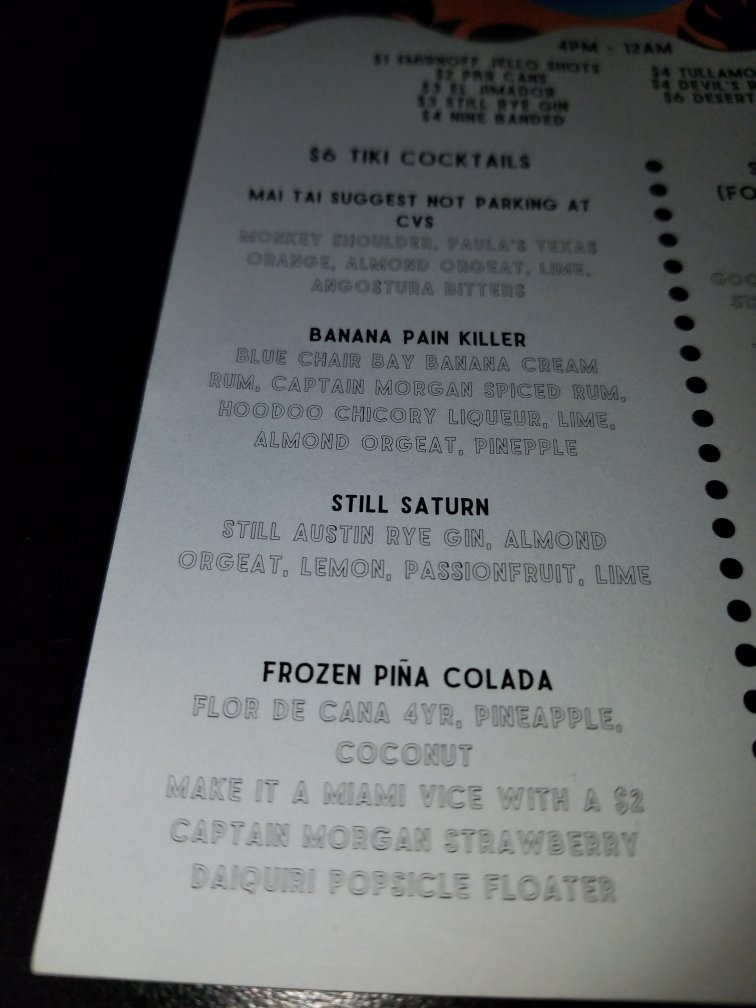 4PM - 12AM
$1 SMIRNOFF JELLO SHOTS
$2 PBR CANS
$3 EL JIMADOR
$3 STILL RYE GIN
$4 NINE BANDED
$4 TULLAMO
$4 DEVIL'S R
$6 DESERT
$6 TIKI COCKTAILS
MAI TAI SUGGEST NOT PARKING AT
CVS
MONKEY SHOULDER, PAULA'S TEXAS
ORANGE, ALMOND ORGEAT, LIME,
ANGOSTURA BITTERS
BANANA PAIN KILLER
BLUE CHAIR BAY BANANA CREAM
RUM, CAPTAIN MORGAN SPICED RUM,
HOODOO CHICORY LIQUEUR, LIME,
ALMOND ORGEAT, PINEPPLE
STILL SATURN
STILL AUSTIN RYE GIN, ALMOND
ORGEAT, LEMON, PASSIONFRUIT, LIME
FROZEN PIÑA COLADA
FLOR DE CANA 4YR, PINEAPPLE,
COCONUT
MAKE IT A MIAMI VICE WITH A $2
CAPTAIN MORGAN STRAWBERRY
DAIQUIRI POPSICLE FLOATER
(FO
GOO